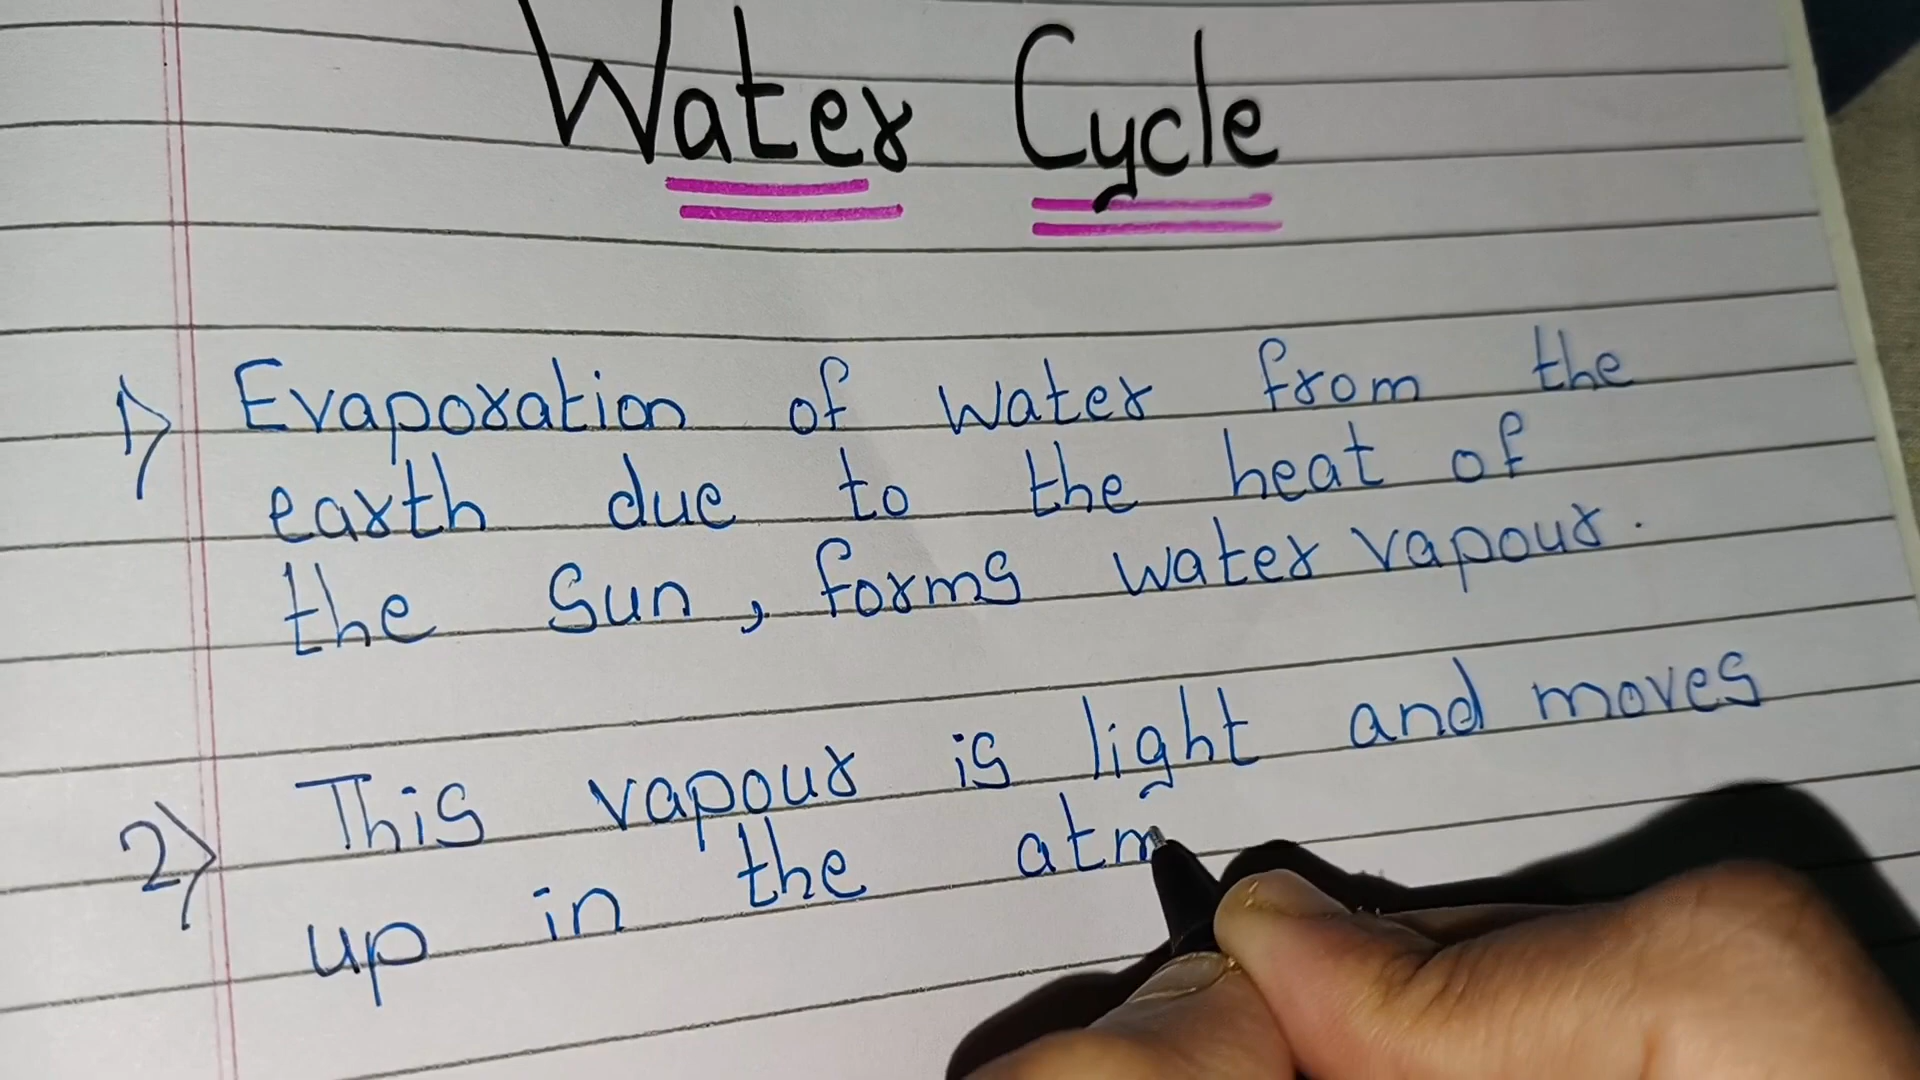 Water Cycle
1) Evaporation of water from the
earth due to the heat of
the Sun, forms water vapour.
2) This vapour is light and moves
up in the atm